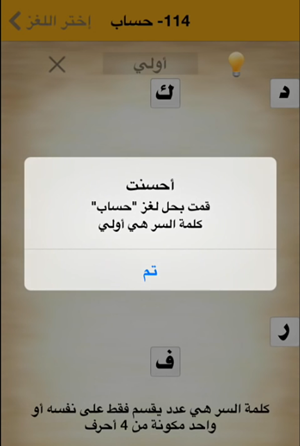 114- حساب إختر اللغز
أولي
د ك
أحسنت
قمت بحل لغز "حساب"
كلمة السر هي أولي
تم
ر
ف
كلمة السر هي عدد يقسم فقط على نفسه أو
واحد مكونة من 4 أحرف